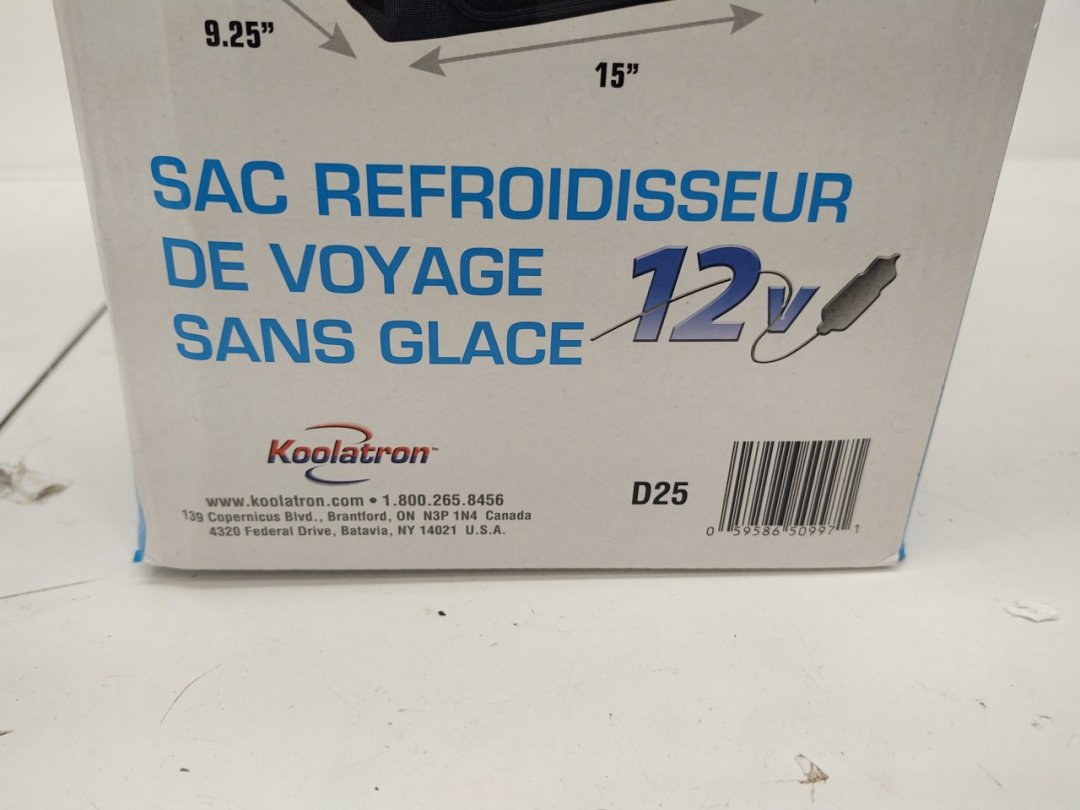 9.25”
15”
SAC REFROIDISSEUR
DE VOYAGE
SANS GLACE
12v
Koolatron™
www.koolatron.com • 1.800.265.8456
139 Copernicus Blvd., Brantford, ON N3P 1N4 Canada
4320 Federal Drive, Batavia, NY 14021 U.S.A.
D25
0 59586 50997 1